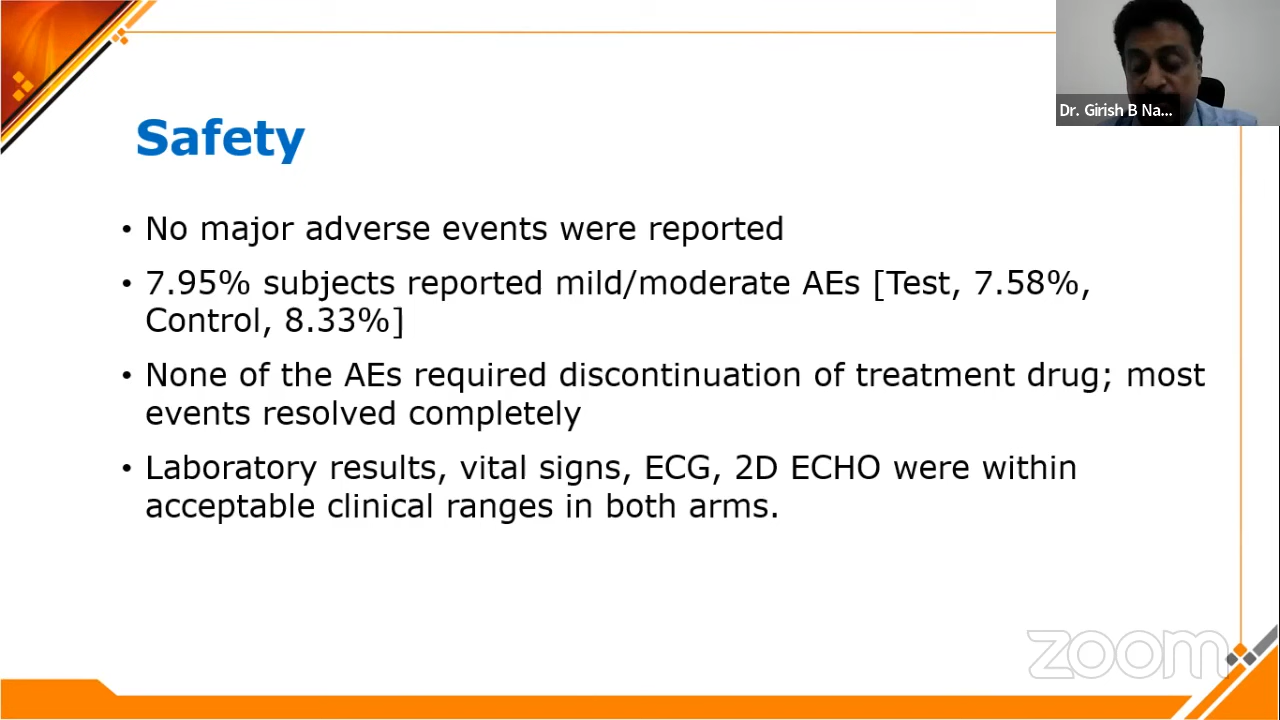 Dr. Girish B Na...
Safety
• No major adverse events were reported
• 7.95% subjects reported mild/moderate AEs [Test, 7.58%,
Control, 8.33%]
• None of the AEs required discontinuation of treatment drug; most
events resolved completely
• Laboratory results, vital signs, ECG, 2D ECHO were within
acceptable clinical ranges in both arms.
zoom